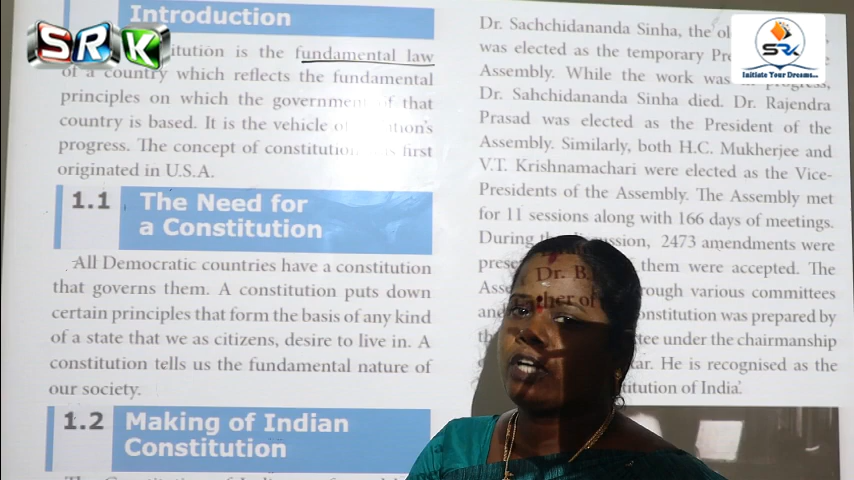 SRK
Introduction
titution is the fundamental law
of a country which reflects the fundamental
principles on which the government of that
country is based. It is the vehicle of
progress. The concept of constitution was first
originated in U.S.A.
1.1 The Need for
a Constitution
All Democratic countries have a constitution
that governs them. A constitution puts down
certain principles that form the basis of any kind
of a state that we as citizens, desire to live in. A
constitution tells us the fundamental nature of
our society.
1.2 Making of Indian
Constitution
Dr. Sachchidananda Sinha, the
was elected as the temporary
Assembly. While the work was
Dr. Sahchidananda Sinha died. Dr. Rajendra
Prasad was elected as the President of the
Assembly. Similarly, both H.C. Mukherjee and
V.T. Krishnamachari were elected as the Vice-
Presidents of the Assembly. The Assembly met
for 11 sessions along with 166 days of meetings.
During 2473 amendments were
them were accepted. The
through various committees
constitution was prepared by
under the chairmanship
He is recognised as the
of India'.
Dr. B.
SRK
Initiate Your Dreams...